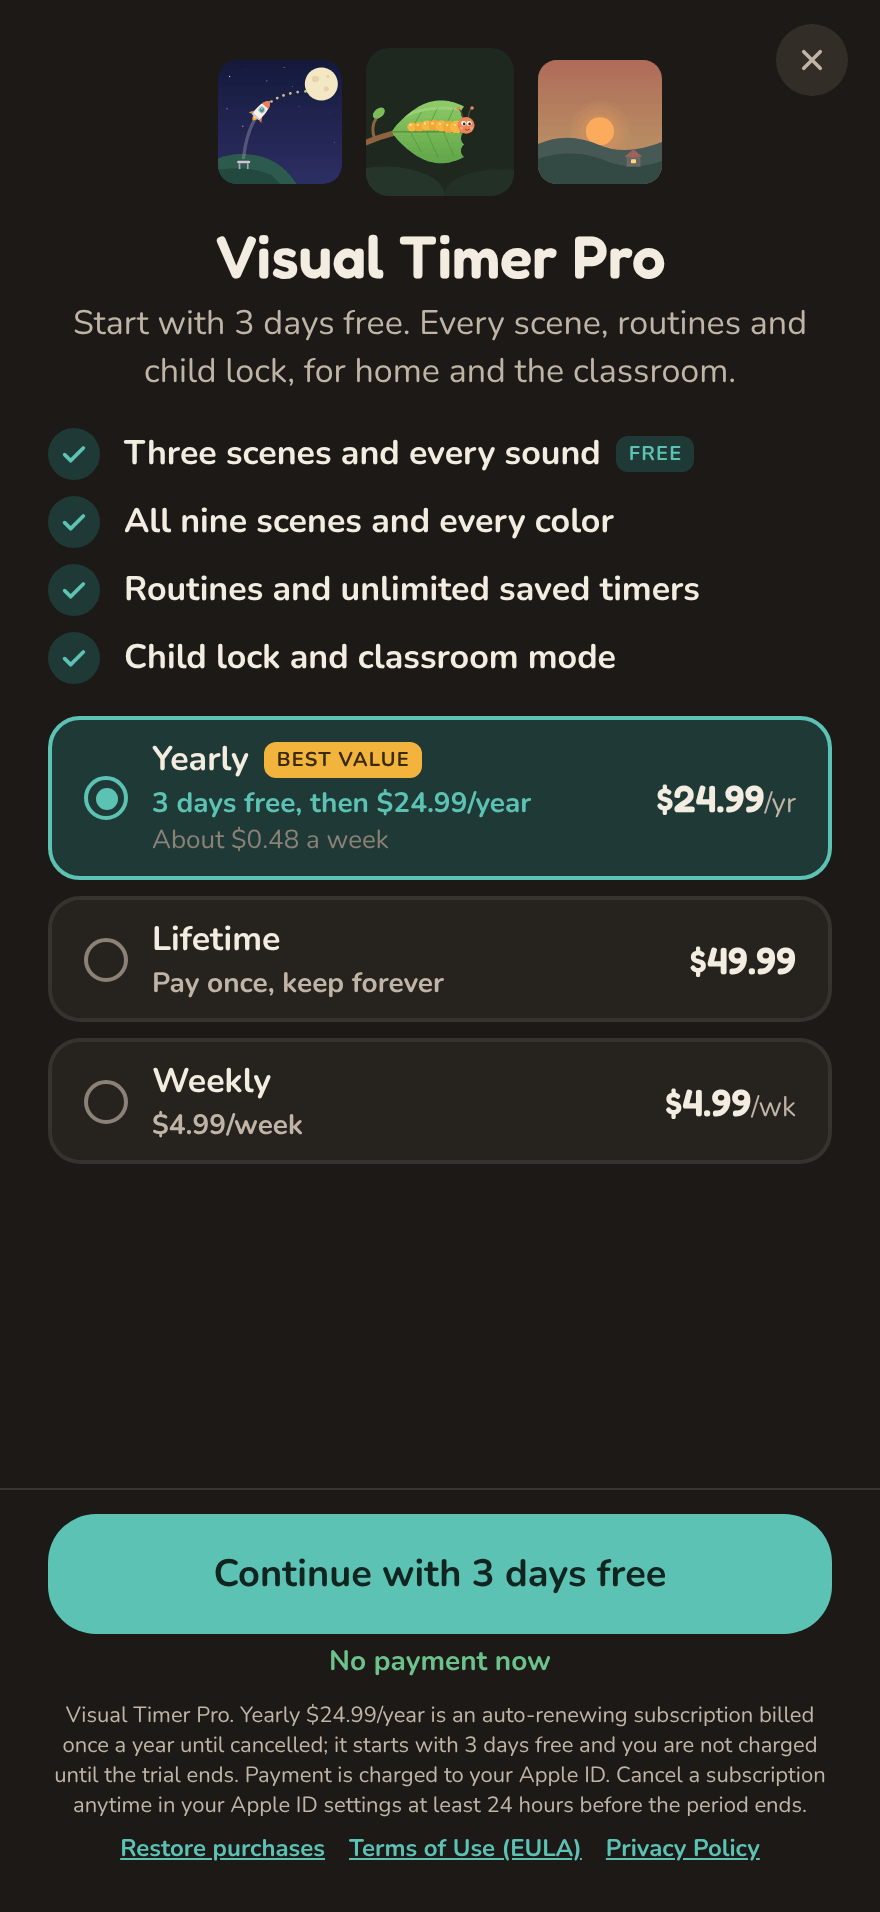 Visual Timer Pro
Start with 3 days free. Every scene, routines and
child lock, for home and the classroom.
Three scenes and every sound FREE
All nine scenes and every color
Routines and unlimited saved timers
Child lock and classroom mode
Yearly BEST VALUE
3 days free, then $24.99/year
About $0.48 a week
$24.99/yr
Lifetime
Pay once, keep forever
$49.99
Weekly
$4.99/week
$4.99/wk
Continue with 3 days free
No payment now
Visual Timer Pro. Yearly $24.99/year is an auto-renewing subscription billed
once a year until cancelled; it starts with 3 days free and you are not charged
until the trial ends. Payment is charged to your Apple ID. Cancel a subscription
anytime in your Apple ID settings at least 24 hours before the period ends.
Restore purchases Terms of Use (EULA) Privacy Policy